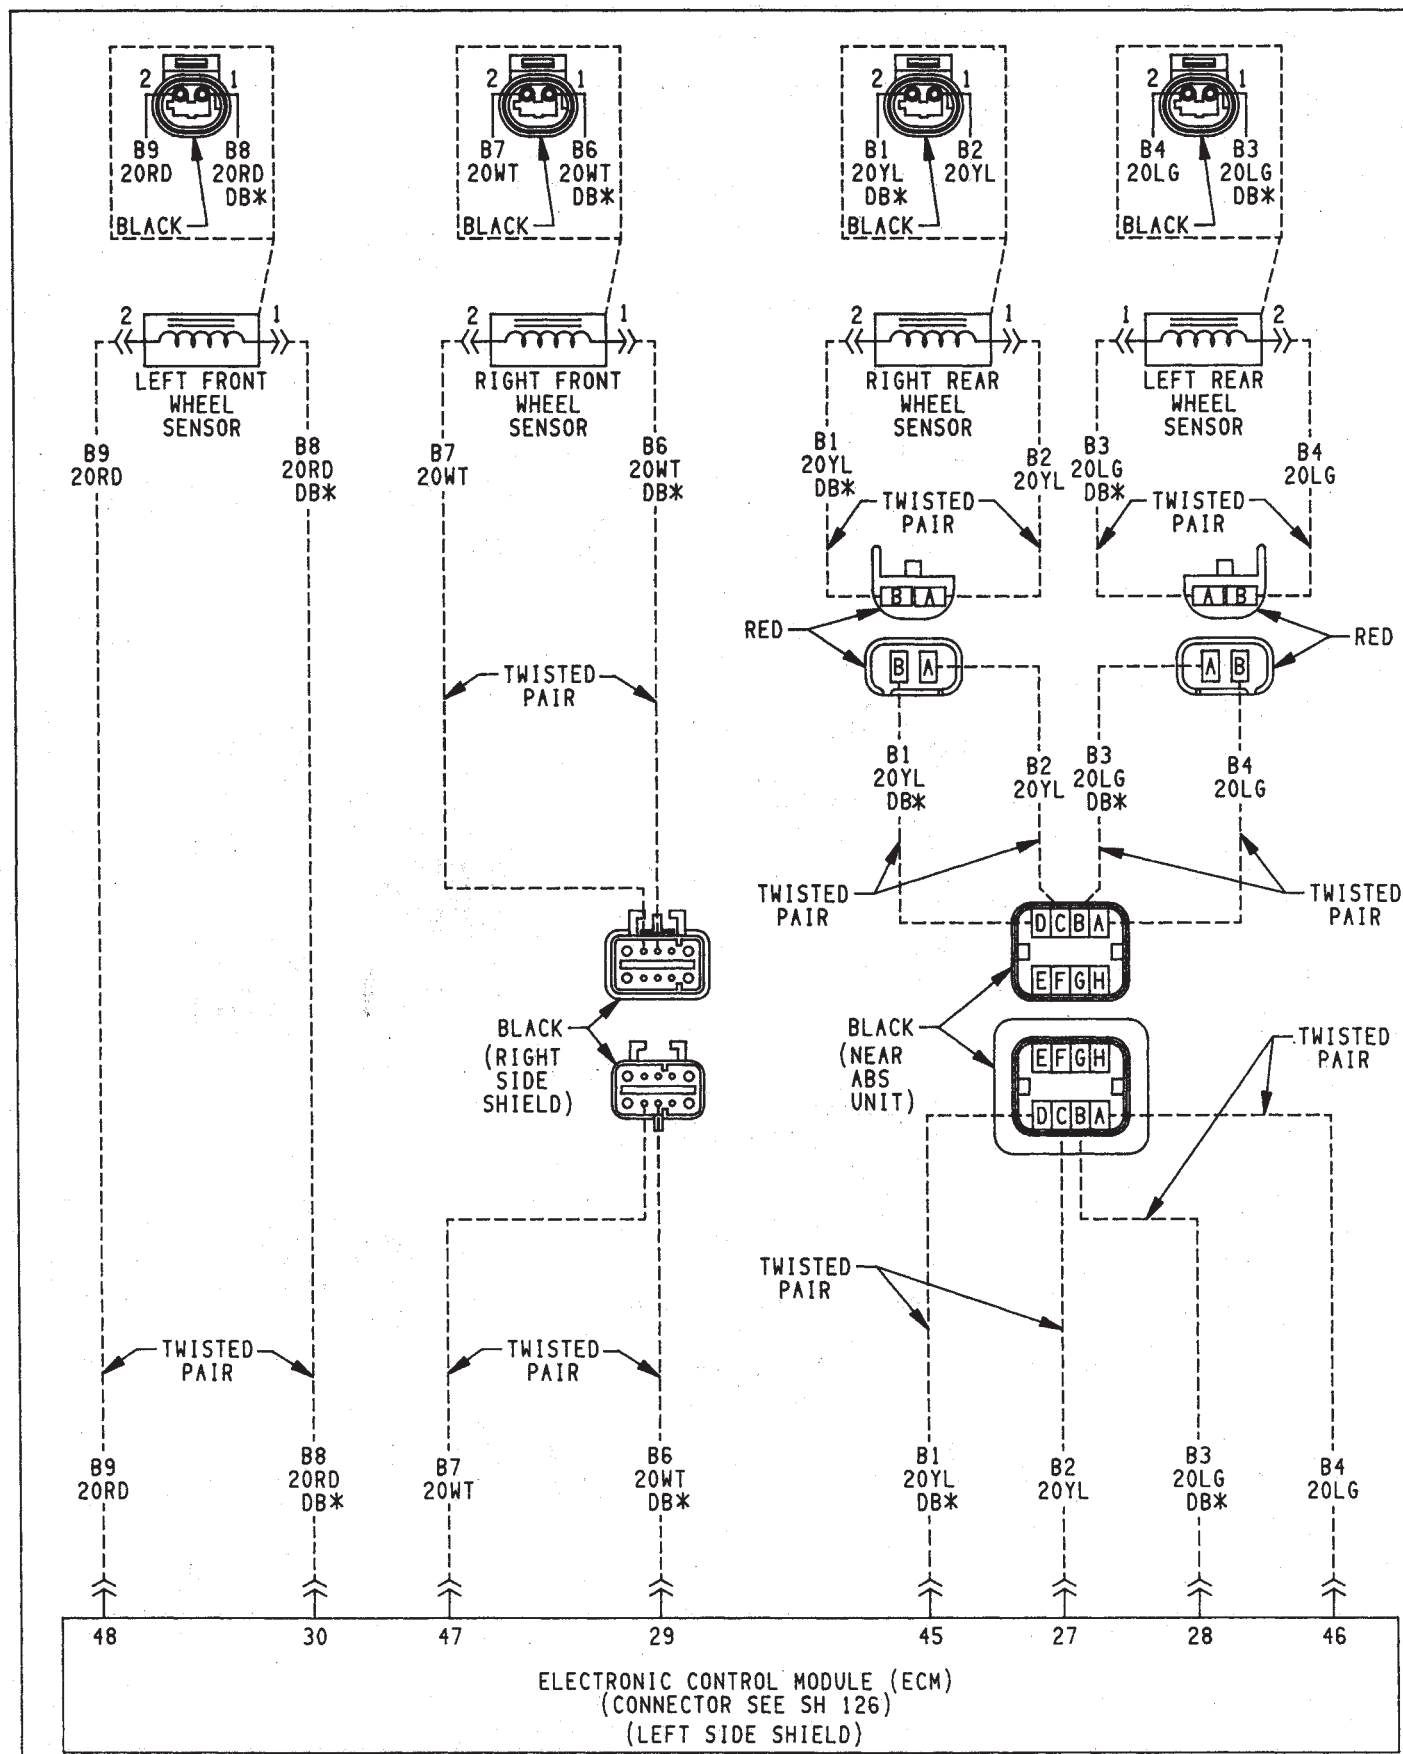 2 1
B9 B8
20RD 20RD
DB*
BLACK
2 1
B7 B6
20WT 20WT
DB*
BLACK
2 1
B1 B2
20YL 20YL
DB*
BLACK
2 1
B4 B3
20LG 20LG
DB*
BLACK
2 1
LEFT FRONT
WHEEL
SENSOR
2 1
RIGHT FRONT
WHEEL
SENSOR
2 1
RIGHT REAR
WHEEL
SENSOR
1 2
LEFT REAR
WHEEL
SENSOR
B9
20RD
B8
20RD
DB*
B7
20WT
B6
20WT
DB*
B1
20YL
DB*
B2
20YL
B3
20LG
DB*
B4
20LG
TWISTED
PAIR
TWISTED
PAIR
B A
A B
RED
RED
B A
A B
TWISTED
PAIR
B1
20YL
DB*
B2
20YL
B3
20LG
DB*
B4
20LG
TWISTED
PAIR
TWISTED
PAIR
D C B A
E F G H
BLACK
(RIGHT
SIDE
SHIELD)
BLACK
(NEAR
ABS
UNIT)
TWISTED
PAIR
E F G H
D C B A
TWISTED
PAIR
TWISTED
PAIR
TWISTED
PAIR
B9
20RD
B8
20RD
DB*
B7
20WT
B6
20WT
DB*
B1
20YL
DB*
B2
20YL
B3
20LG
DB*
B4
20LG
48 30 47 29 45 27 28 46
ELECTRONIC CONTROL MODULE (ECM)
(CONNECTOR SEE SH 126)
(LEFT SIDE SHIELD)